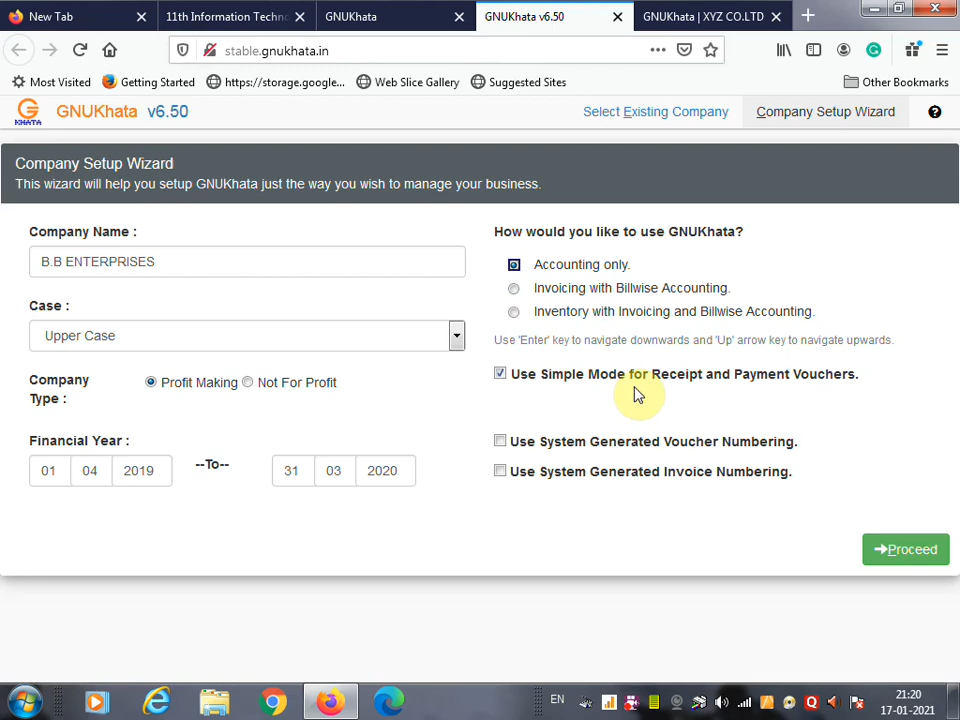 New Tab
11th Information Techno
GNUKhata
GNUKhata v6.50
GNUKhata | XYZ CO.LTD
stable.gnukhata.in
Most Visited
Getting Started
https://storage.google...
Web Slice Gallery
Suggested Sites
Other Bookmarks
KHATA
GNUKhata v6.50
Select Existing Company
Company Setup Wizard
Company Setup Wizard
This wizard will help you setup GNUKhata just the way you wish to manage your business.
Company Name :
B.B ENTERPRISES
Case :
Upper Case
Company Type :
Profit Making
Not For Profit
Financial Year :
01 04 2019 --To-- 31 03 2020
How would you like to use GNUKhata?
Accounting only.
Invoicing with Billwise Accounting.
Inventory with Invoicing and Billwise Accounting.
Use 'Enter' key to navigate downwards and 'Up' arrow key to navigate upwards.
Use Simple Mode for Receipt and Payment Vouchers.
Use System Generated Voucher Numbering.
Use System Generated Invoice Numbering.
Proceed
EN
21:20
17-01-2021